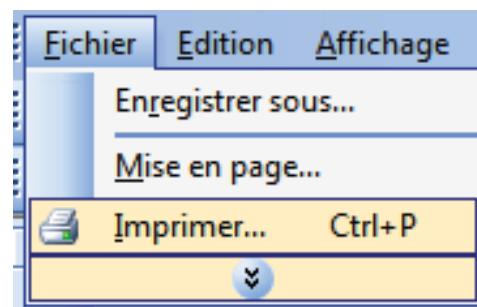 Fichier Edition Affichage
Enregistrer sous...
Mise en page...
Imprimer... Ctrl+P